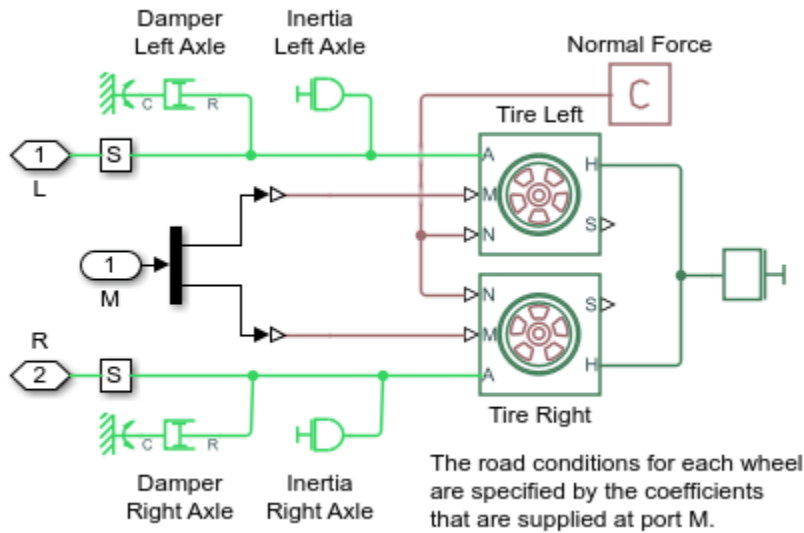 Damper
Left Axle
Inertia
Left Axle
Normal Force
C
Tire Left
C
R
1
S
A
H
L
M
S
N
1
M
N
S
R
M
2
S
A
H
C
R
Tire Right
Damper
Right Axle
Inertia
Right Axle
The road conditions for each wheel
are specified by the coefficients
that are supplied at port M.